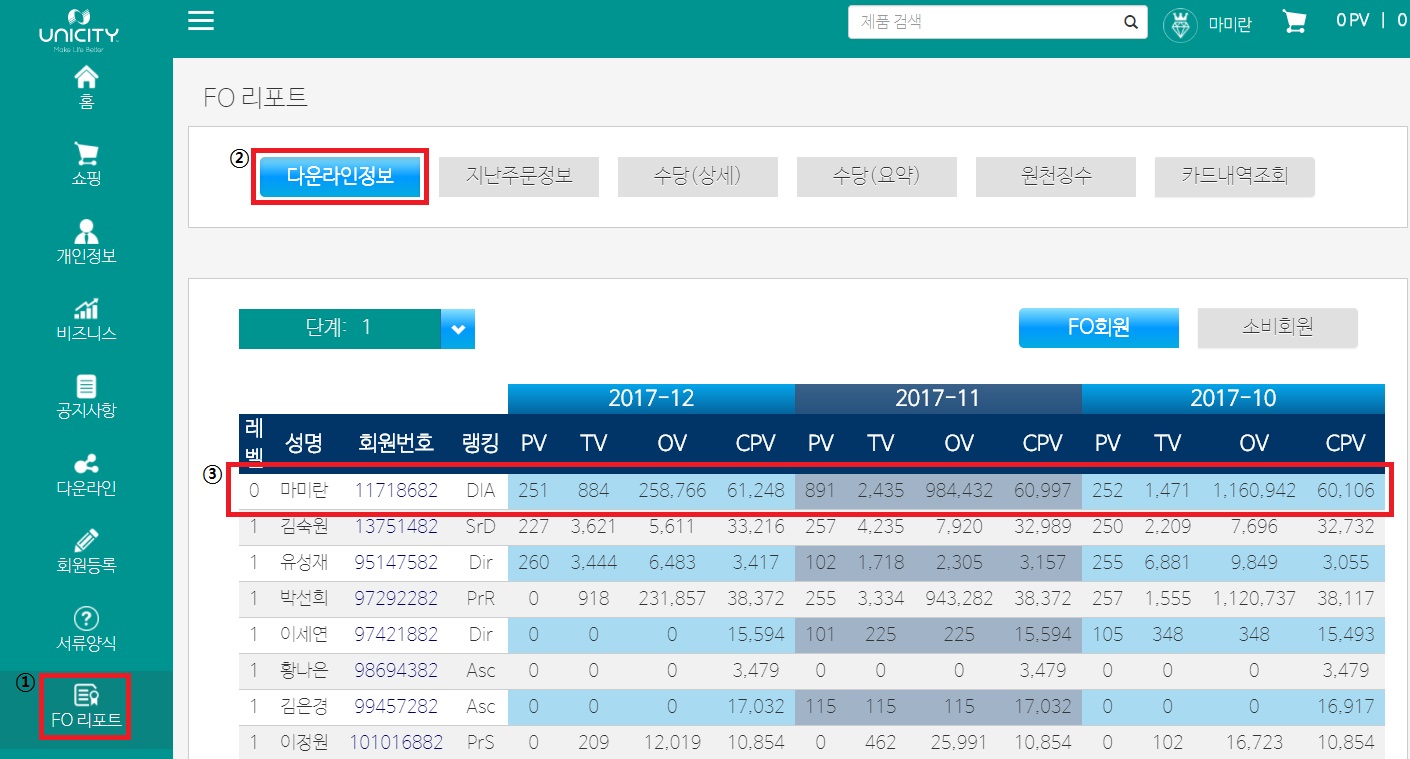 UNICITY
Make Life Better
제품 검색
마미란
0 PV | 0
홈
쇼핑
개인정보
비즈니스
공지사항
다운라인
회원등록
서류양식
①
FO 리포트
FO 리포트
②
다운라인정보 지난주문정보 수당(상세) 수당(요약) 원천징수 카드내역조회
단계: 1
FO회원 소비회원
2017-12 2017-11 2017-10
레벨 성명 회원번호 랭킹 PV TV OV CPV PV TV OV CPV PV TV OV CPV
③
0 마미란 11718682 DIA 251 884 258,766 61,248 891 2,435 984,432 60,997 252 1,471 1,160,942 60,106
1 김숙원 13751482 SrD 227 3,621 5,611 33,216 257 4,235 7,920 32,989 250 2,209 7,696 32,732
1 유성재 95147582 Dir 260 3,444 6,483 3,417 102 1,718 2,305 3,157 255 6,881 9,849 3,055
1 박선희 97292282 PrR 0 918 231,857 38,372 255 3,334 943,282 38,372 257 1,555 1,120,737 38,117
1 이세연 97421882 Dir 0 0 0 15,594 101 225 225 15,594 105 348 348 15,493
1 황나은 98694382 Asc 0 0 0 3,479 0 0 0 3,479 0 0 0 3,479
1 김은경 99457282 Asc 0 0 0 17,032 115 115 115 17,032 0 0 0 16,917
1 이정원 101016882 PrS 0 209 12,019 10,854 0 462 25,991 10,854 0 102 16,723 10,854